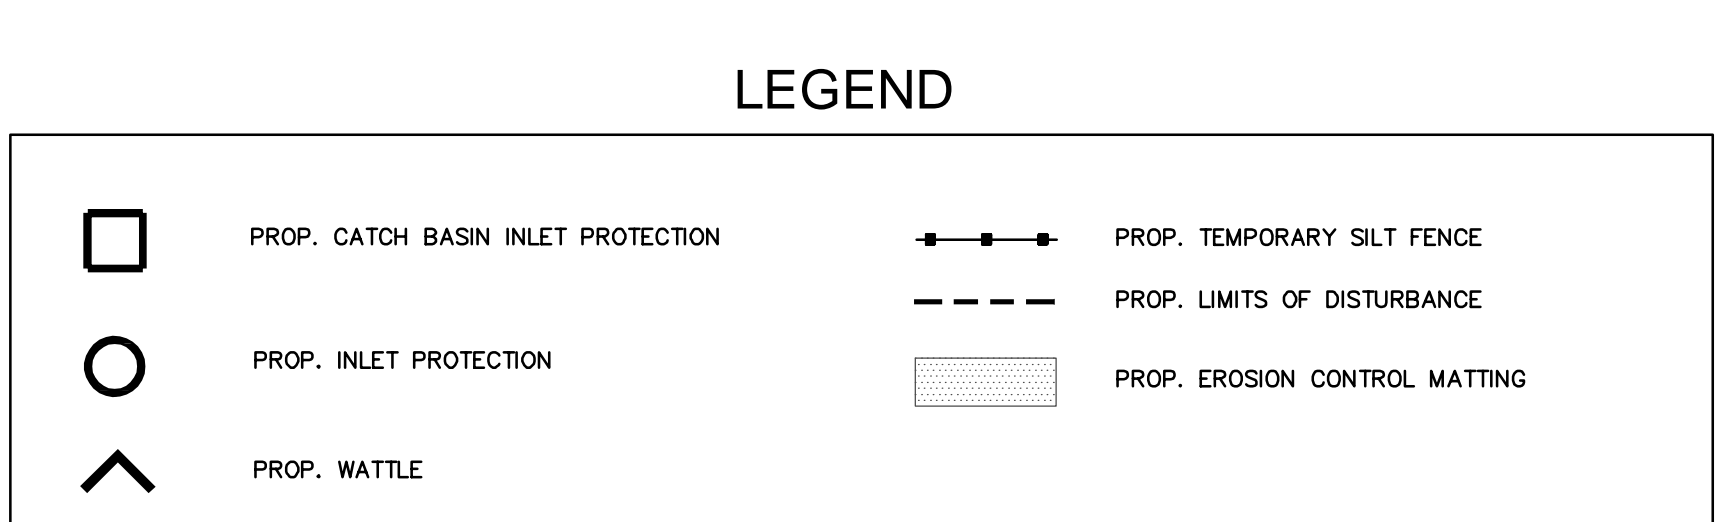 LEGEND
PROP. CATCH BASIN INLET PROTECTION
PROP. INLET PROTECTION
PROP. WATTLE
PROP. TEMPORARY SILT FENCE
PROP. LIMITS OF DISTURBANCE
PROP. EROSION CONTROL MATTING